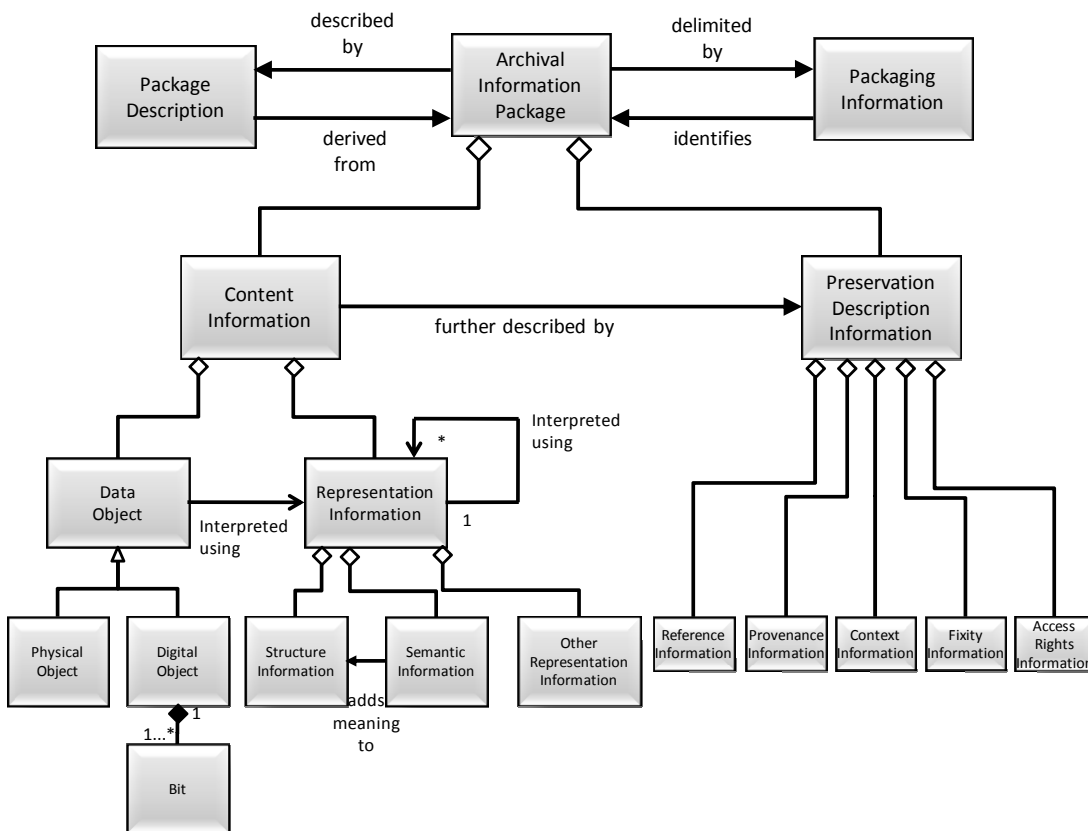 described
by
delimited
by
Package
Description
Archival
Information
Package
Packaging
Information
derived
from
identifies
Content
Information
further described by
Preservation
Description
Information
Interpreted
using
*
1
Data
Object
Interpreted
using
Representation
Information
Physical
Object
Digital
Object
Structure
Information
Semantic
Information
Other
Representation
Information
Reference
Information
Provenance
Information
Context
Information
Fixity
Information
Access
Rights
Information
adds
meaning
to
1
1...*
Bit